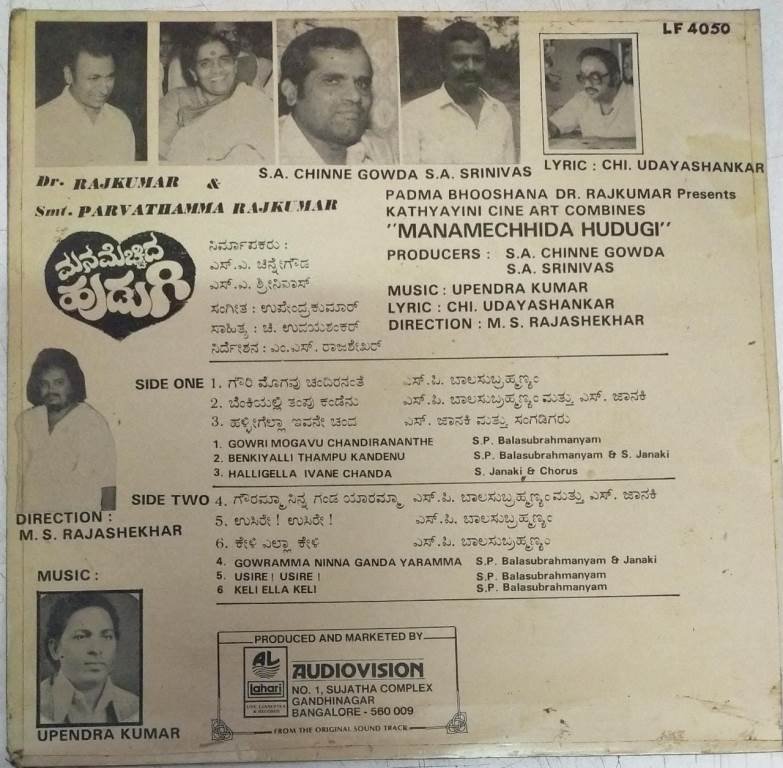 LF 4050
S.A. CHINNE GOWDA S.A. SRINIVAS
LYRIC : CHI. UDAYASHANKAR
Dr. RAJKUMAR &
Smt. PARVATHAMMA RAJKUMAR
PADMA BHOOSHANA DR. RAJKUMAR Presents
KATHYAYINI CINE ART COMBINES
"MANAMECHHIDA HUDUGI"
PRODUCERS : S.A. CHINNE GOWDA
S.A. SRINIVAS
MUSIC : UPENDRA KUMAR
LYRIC : CHI. UDAYASHANKAR
DIRECTION : M. S. RAJASHEKHAR
ಮನಮೆಚ್ಚಿದ
ಹುಡುಗಿ
ನಿರ್ಮಾಪಕರು :
ಎಸ್.ಎ. ಚಿನ್ನೇಗೌಡ
ಎಸ್.ಎ. ಶ್ರೀನಿವಾಸ್
ಸಂಗೀತ : ಉಪೇಂದ್ರಕುಮಾರ್
ಸಾಹಿತ್ಯ : ಚಿ. ಉದಯಶಂಕರ್
ನಿರ್ದೇಶನ : ಎಂ.ಎಸ್. ರಾಜಶೇಖರ್
SIDE ONE 1. ಗೌರಿ ಮೊಗವು ಚಂದಿರನಂತೆ ಎಸ್.ಪಿ. ಬಾಲಸುಬ್ರಹ್ಮಣ್ಯಂ
2. ಬೆಂಕಿಯಲ್ಲಿ ತಂಪು ಕಂಡೆನು ಎಸ್.ಪಿ. ಬಾಲಸುಬ್ರಹ್ಮಣ್ಯಂ ಮತ್ತು ಎಸ್. ಜಾನಕಿ
3. ಹಳ್ಳೀಗೆಲ್ಲಾ ಇವನೇ ಚಂದ ಎಸ್. ಜಾನಕಿ ಮತ್ತು ಸಂಗಡಿಗರು
1. GOWRI MOGAVU CHANDIRANANTHE S.P. Balasubrahmanyam
2. BENKIYALLI THAMPU KANDENU S.P. Balasubrahmanyam & S. Janaki
3. HALLIGELLA IVANE CHANDA S. Janaki & Chorus
SIDE TWO 4. ಗೌರಮ್ಮಾ ನಿನ್ನ ಗಂಡ ಯಾರಮ್ಮಾ ಎಸ್.ಪಿ. ಬಾಲಸುಬ್ರಹ್ಮಣ್ಯಂ ಮತ್ತು ಎಸ್. ಜಾನಕಿ
5. ಉಸಿರೇ ! ಉಸಿರೇ ! ಎಸ್.ಪಿ. ಬಾಲಸುಬ್ರಹ್ಮಣ್ಯಂ
6. ಕೇಳಿ ಎಲ್ಲಾ ಕೇಳಿ ಎಸ್.ಪಿ. ಬಾಲಸುಬ್ರಹ್ಮಣ್ಯಂ
4. GOWRAMMA NINNA GANDA YARAMMA S.P. Balasubrahmanyam & Janaki
5. USIRE ! USIRE ! S.P. Balasubrahmanyam
6 KELI ELLA KELI S.P. Balasubrahmanyam
DIRECTION :
M. S. RAJASHEKHAR
MUSIC :
UPENDRA KUMAR
PRODUCED AND MARKETED BY
AL
lahari
AUDIOVISION
NO. 1, SUJATHA COMPLEX
GANDHINAGAR
BANGALORE - 560 009
FROM THE ORIGINAL SOUND TRACK